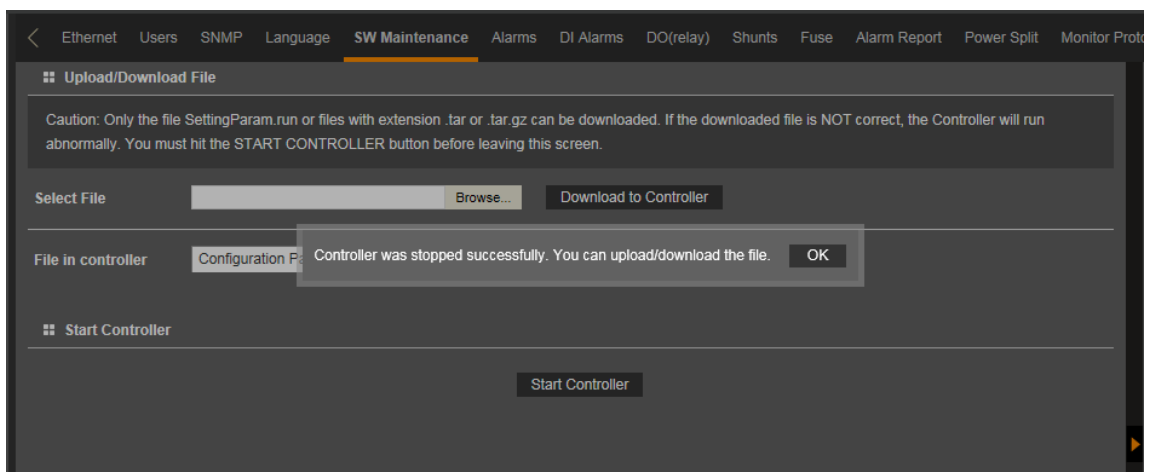 Ethernet Users SNMP Language SW Maintenance Alarms DI Alarms DO(relay) Shunts Fuse Alarm Report Power Split Monitor Proto
Upload/Download File
Caution: Only the file SettingParam.run or files with extension .tar or .tar.gz can be downloaded. If the downloaded file is NOT correct, the Controller will run
abnormally. You must hit the START CONTROLLER button before leaving this screen.
Select File Browse... Download to Controller
File in controller Configuration Pa
Controller was stopped successfully. You can upload/download the file. OK
Start Controller
Start Controller